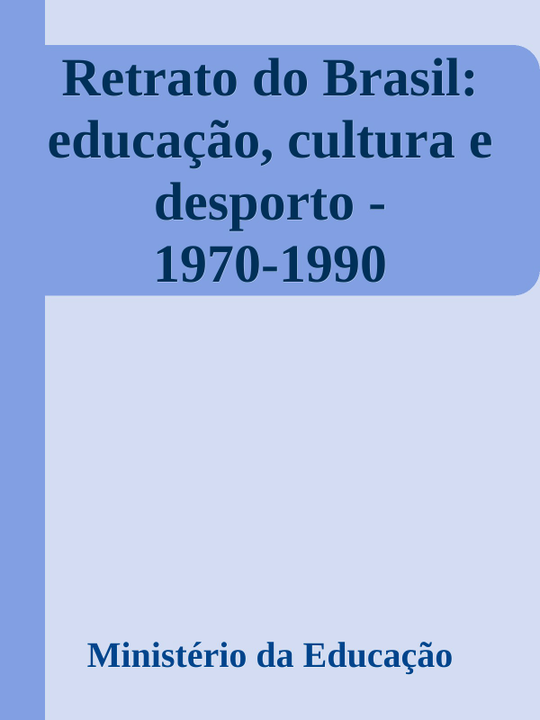 Retrato do Brasil:
educação, cultura e
desporto -
1970-1990
Ministério da Educação